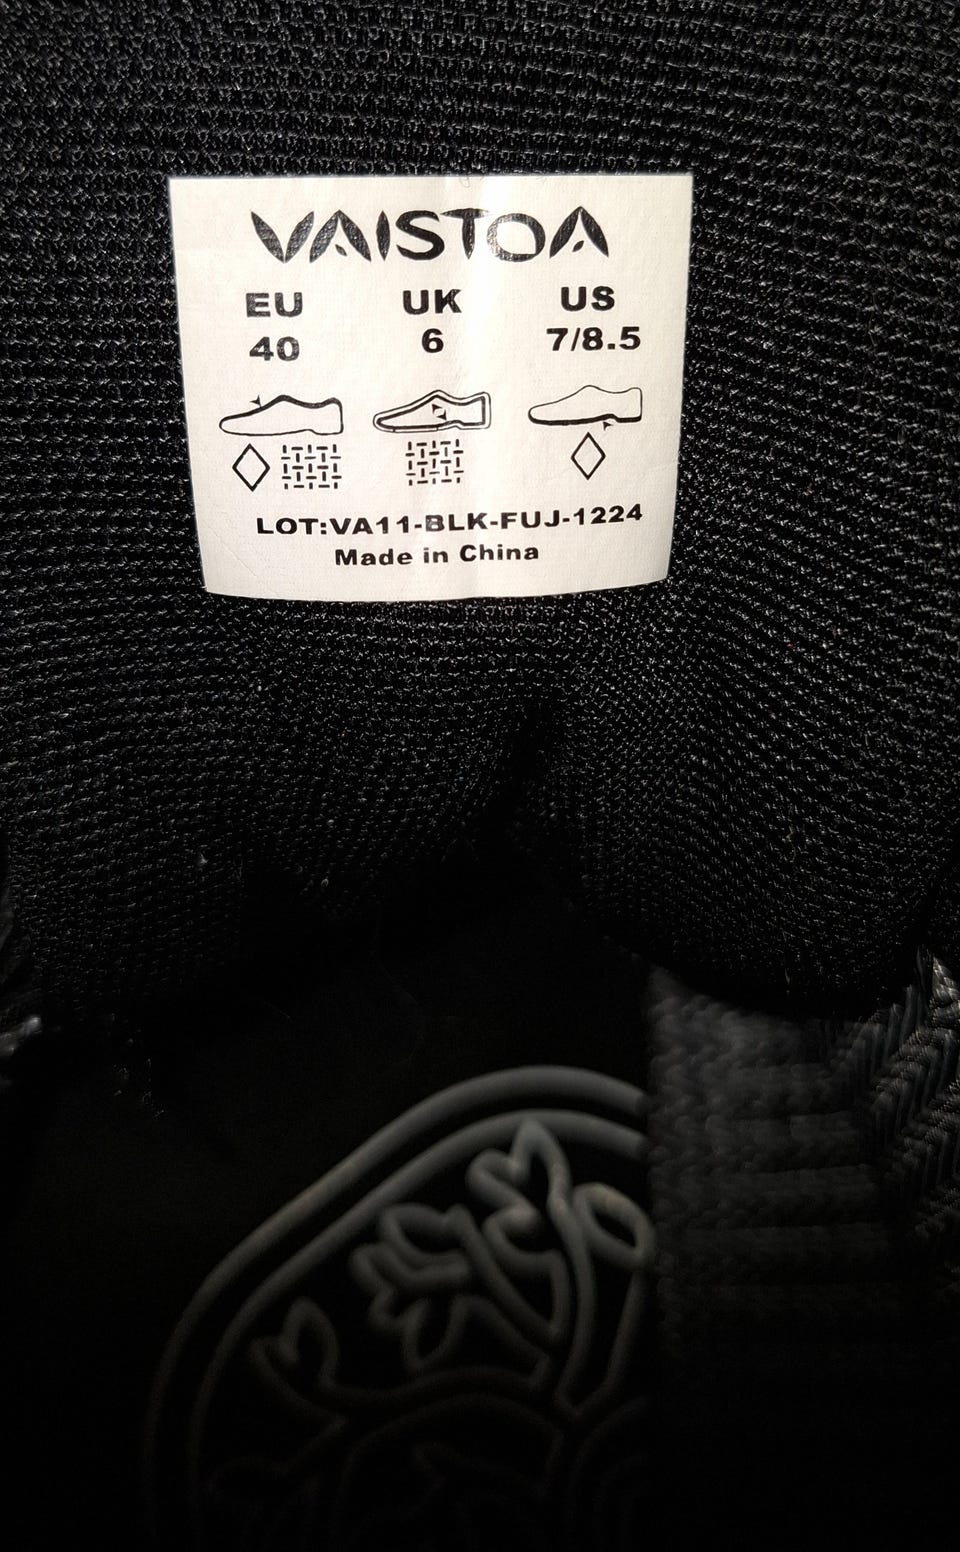 VAISTOA
EU UK US
40 6 7/8.5
LOT:VA11-BLK-FUJ-1224
Made in China